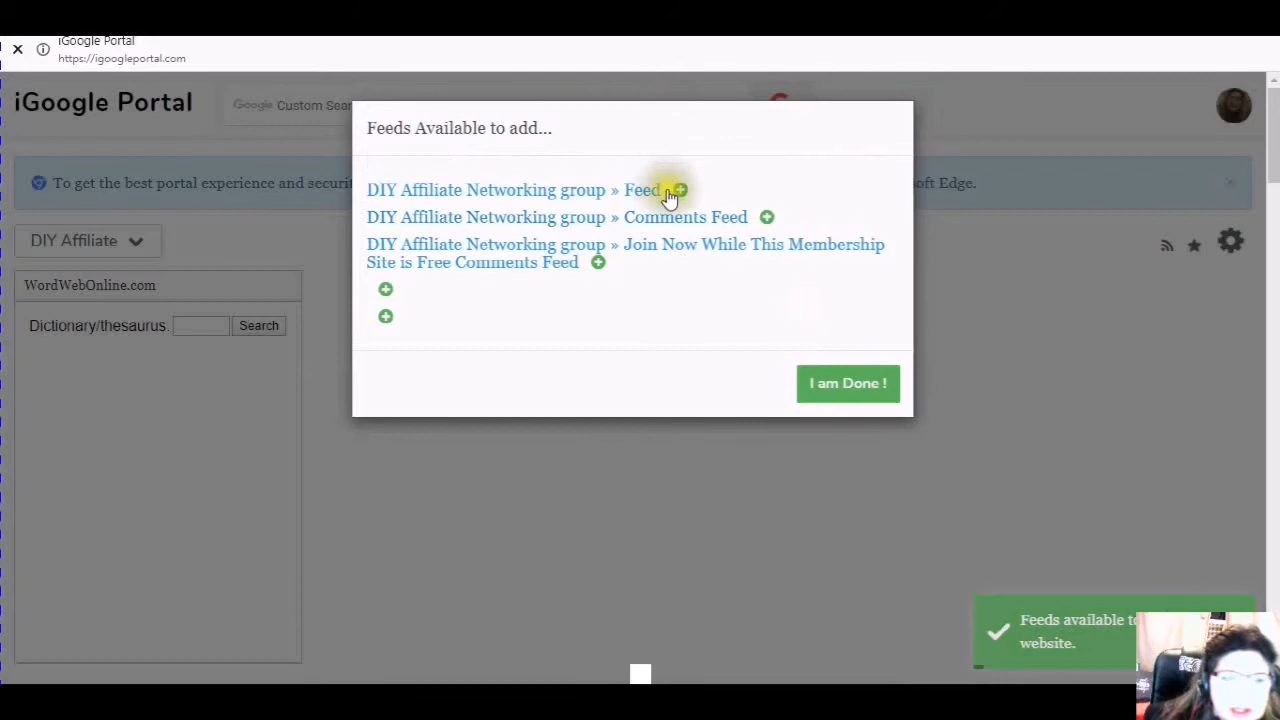 iGoogle Portal
https://igoogleportal.com
iGoogle Portal
Google Custom Sear
Feeds Available to add...
To get the best portal experience and securi
soft Edge.
DIY Affiliate Networking group » Feed
DIY Affiliate Networking group » Comments Feed
DIY Affiliate Networking group » Join Now While This Membership
Site is Free Comments Feed
DIY Affiliate
WordWebOnline.com
Dictionary/thesaurus.
Search
I am Done !
Feeds available to
website.